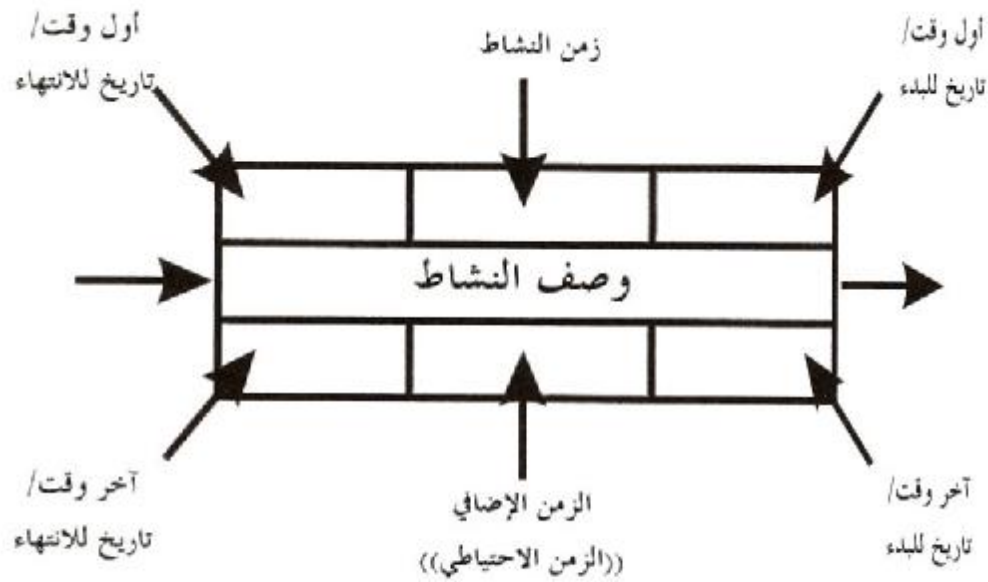 أول وقت/
تاريخ للبدء
زمن النشاط
أول وقت/
تاريخ للانتهاء
وصف النشاط
آخر وقت/
تاريخ للبدء
الزمن الإضافي
((الزمن الاحتياطي))
آخر وقت/
تاريخ للانتهاء